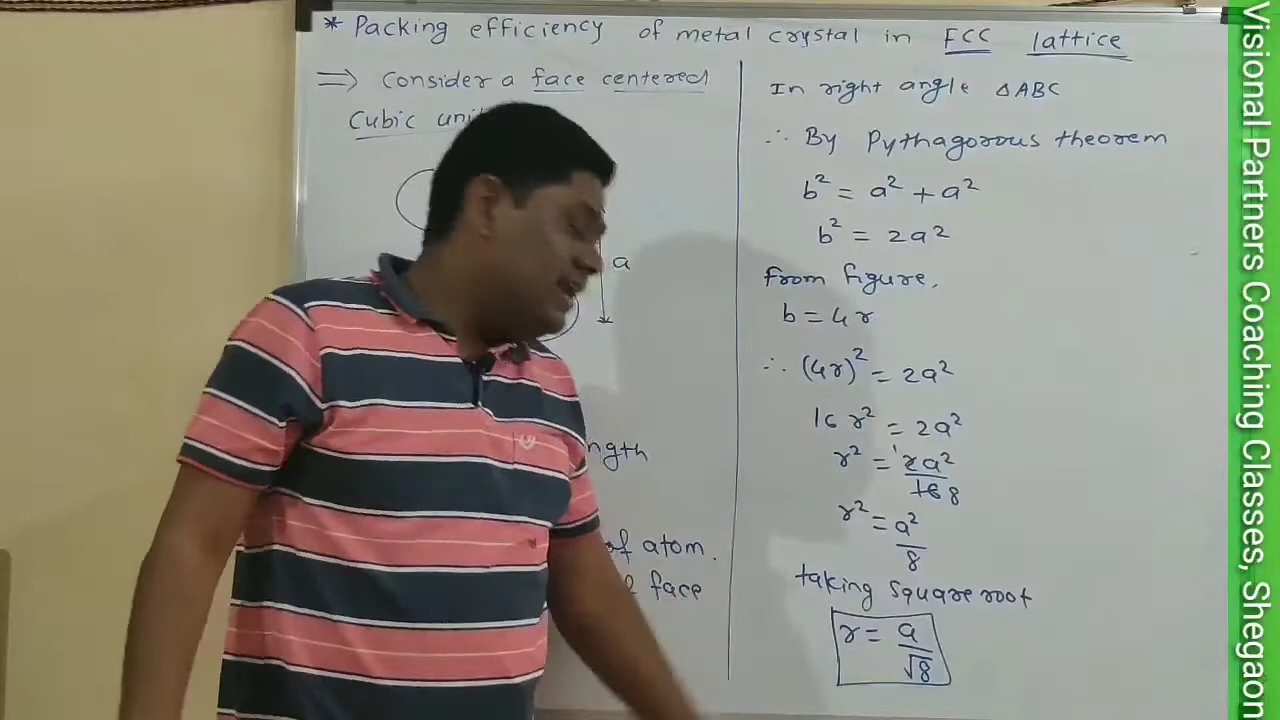 * Packing efficiency of metal crystal in FCC lattice
⇒ Consider a face centered
Cubic
a
ngth
of atom.
face
In right angle △ABC
∴ By Pythagorous theorem
b² = a² + a²
b² = 2a²
From figure,
b = 4r
∴ (4r)² = 2a²
16 r² = 2a²
r² = 2a²/16 8
r² = a²/8
taking square root
r = a/√8
Visional Partners Coaching Classes, Shegaon